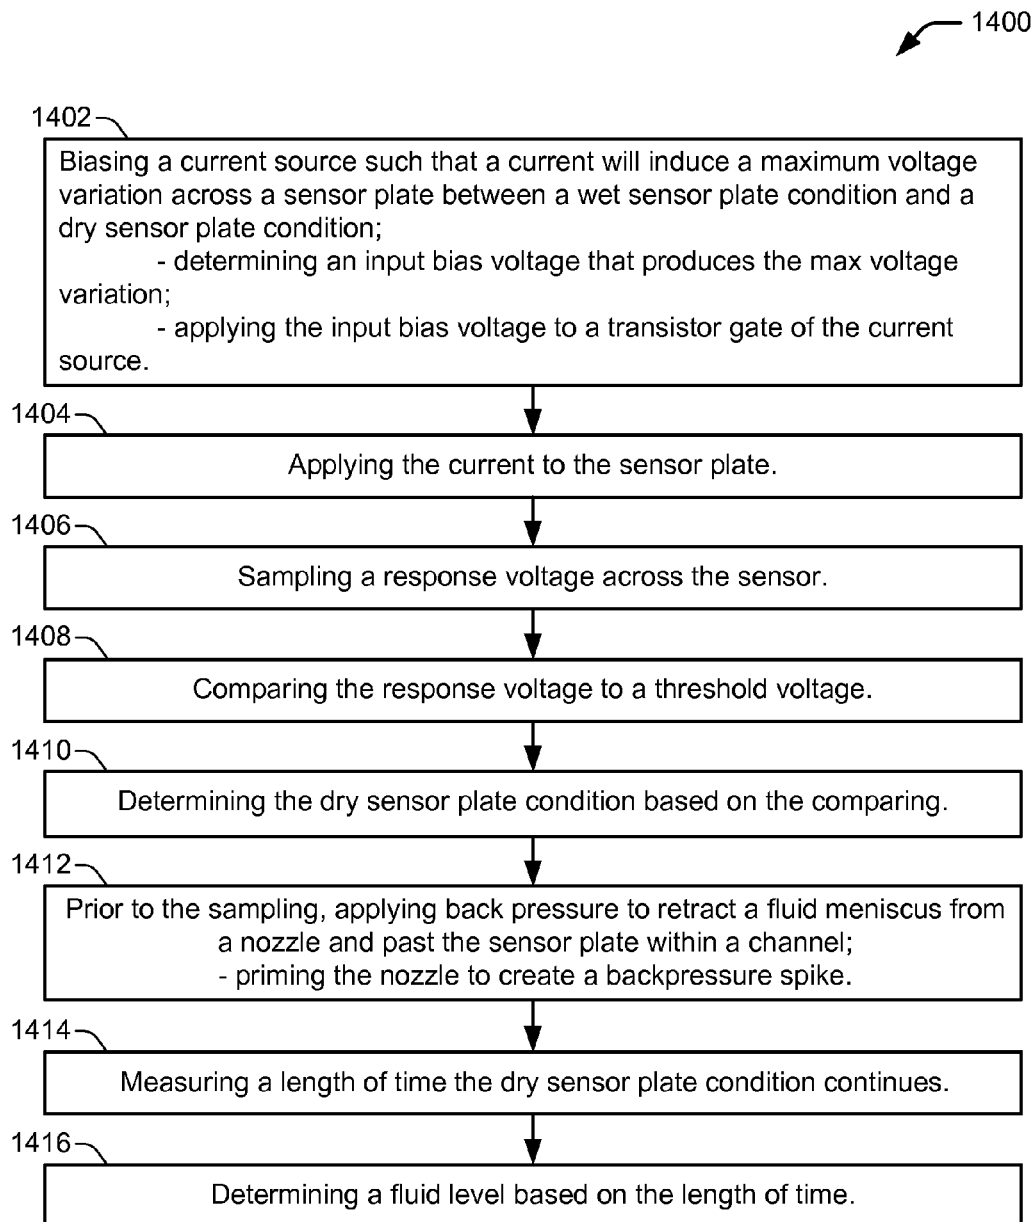 1400
1402
Biasing a current source such that a current will induce a maximum voltage
variation across a sensor plate between a wet sensor plate condition and a
dry sensor plate condition;
- determining an input bias voltage that produces the max voltage
variation;
- applying the input bias voltage to a transistor gate of the current
source.
1404
Applying the current to the sensor plate.
1406
Sampling a response voltage across the sensor.
1408
Comparing the response voltage to a threshold voltage.
1410
Determining the dry sensor plate condition based on the comparing.
1412
Prior to the sampling, applying back pressure to retract a fluid meniscus from
a nozzle and past the sensor plate within a channel;
- priming the nozzle to create a backpressure spike.
1414
Measuring a length of time the dry sensor plate condition continues.
1416
Determining a fluid level based on the length of time.